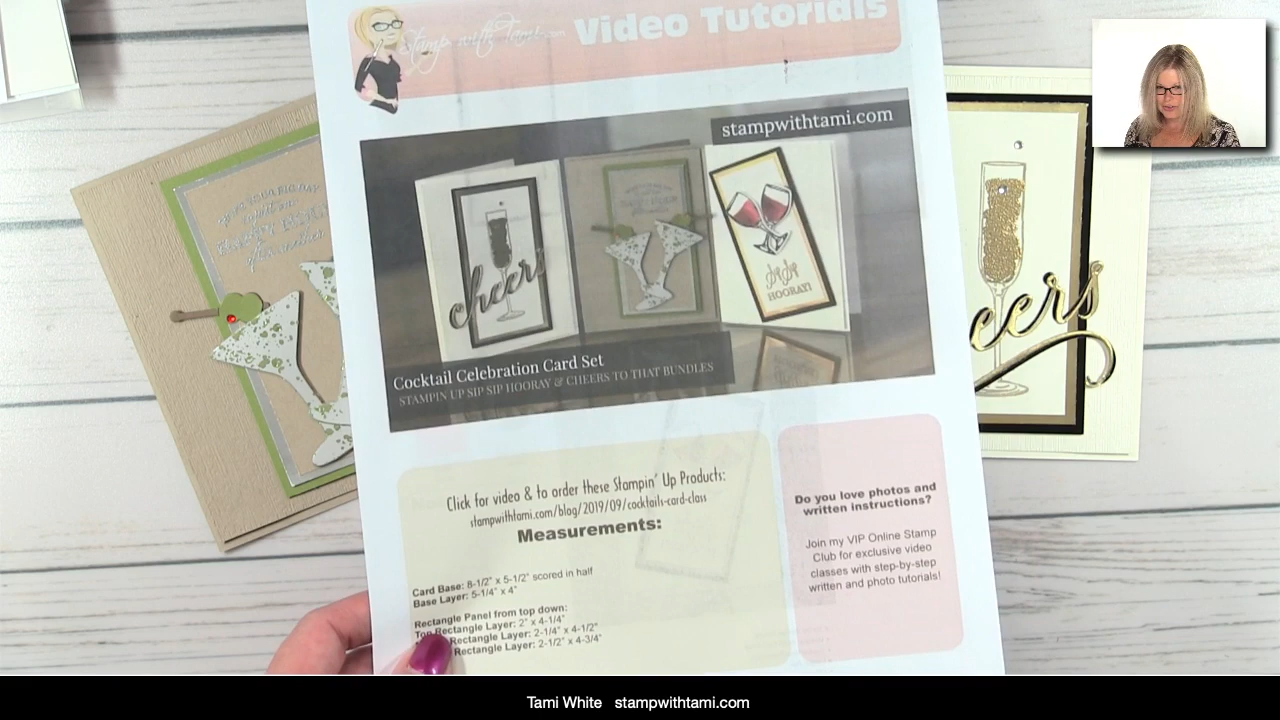 stampwithtami.com Video Tutorials
stampwithtami.com
cheers
HOORAY!
Cocktail Celebration Card Set
STAMPIN UP SIP SIP HOORAY & CHEERS TO THAT BUNDLES
Click for video & to order these Stampin' Up Products:
stampwithtami.com/blog/2019/09/cocktails-card-class
Measurements:
Card Base: 8-1/2" x 5-1/2" scored in half
Base Layer: 5-1/4" x 4"
Rectangle Panel from top down:
Top Rectangle Layer: 2" x 4-1/4"
Rectangle Layer: 2-1/4" x 4-1/2"
Rectangle Layer: 2-1/2" x 4-3/4"
Do you love photos and
written instructions?
Join my VIP Online Stamp
Club for exclusive video
classes with step-by-step
written and photo tutorials!
eers
Tami White stampwithtami.com